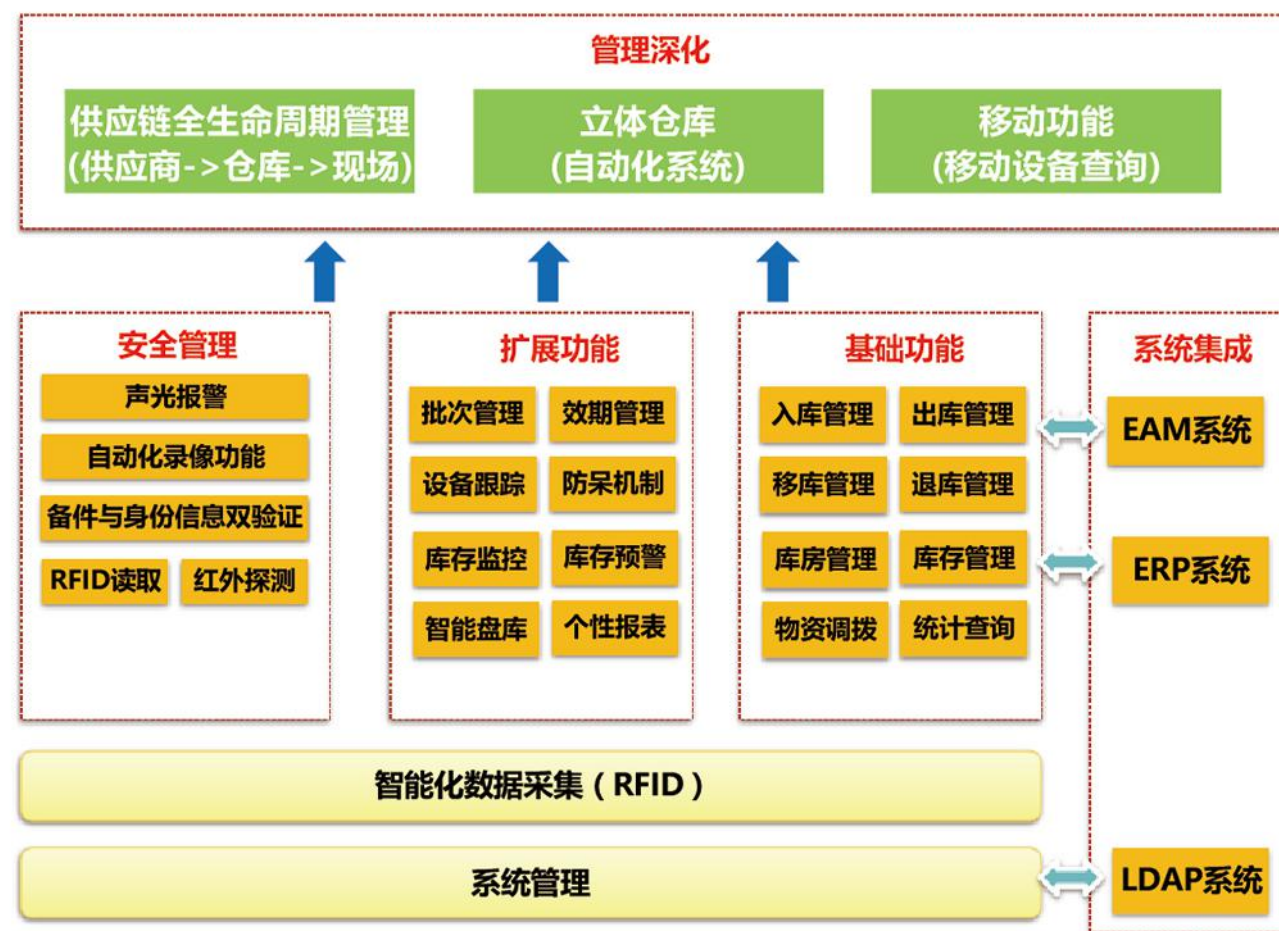 管理深化
供应链全生命周期管理
(供应商->仓库->现场)
立体仓库
(自动化系统)
移动功能
(移动设备查询)
安全管理
声光报警
自动化录像功能
备件与身份信息双验证
RFID读取
红外探测
扩展功能
批次管理
效期管理
设备跟踪
防呆机制
库存监控
库存预警
智能盘库
个性报表
基础功能
入库管理
出库管理
移库管理
退库管理
库房管理
库存管理
物资调拨
统计查询
系统集成
EAM系统
ERP系统
LDAP系统
智能化数据采集（RFID）
系统管理